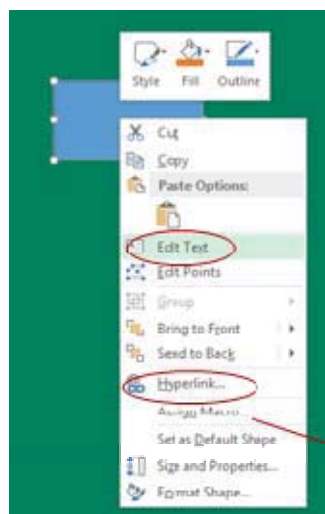 Style Fill Outline
Cut
Copy
Paste Options:
Edit Text
Edit Points
Group
Bring to Front
Send to Back
Hyperlink...
Assign Macro...
Set as Default Shape
Size and Properties...
Format Shape...